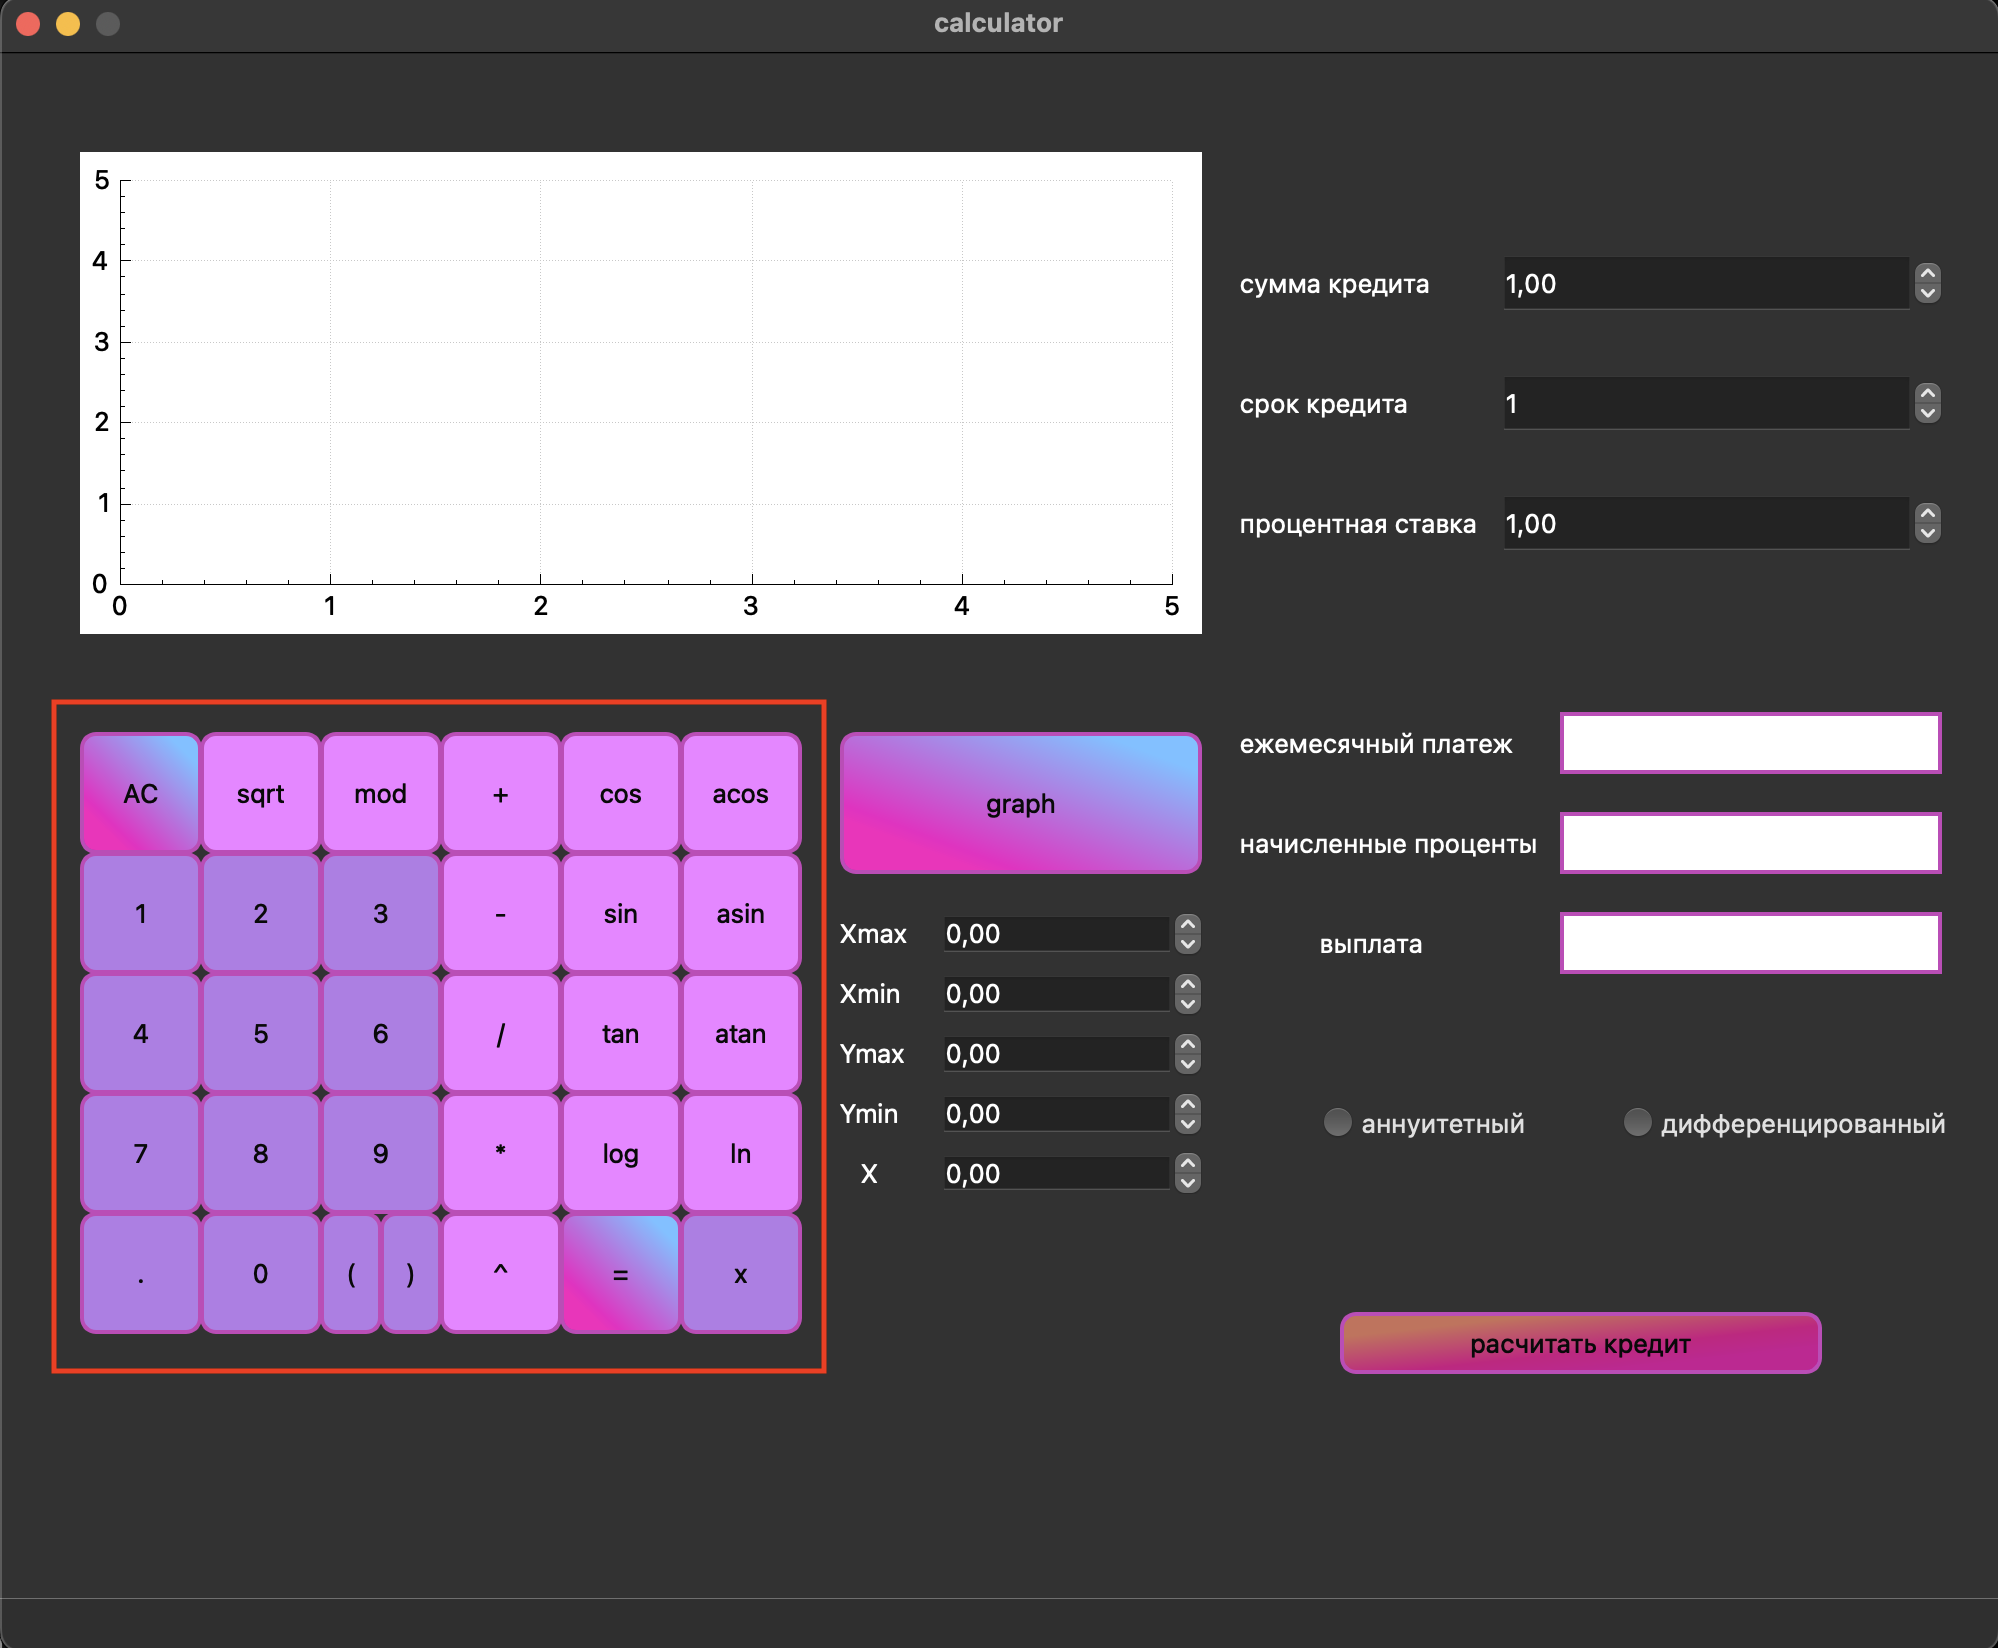 calculator
5
4
3
2
1
0
0 1 2 3 4 5
сумма кредита 1,00
срок кредита 1
процентная ставка 1,00
AC sqrt mod + cos acos
1 2 3 - sin asin
4 5 6 / tan atan
7 8 9 * log ln
. 0 ( ) ^ = x
graph
Xmax 0,00
Xmin 0,00
Ymax 0,00
Ymin 0,00
X 0,00
ежемесячный платеж
начисленные проценты
выплата
аннуитетный дифференцированный
расчитать кредит